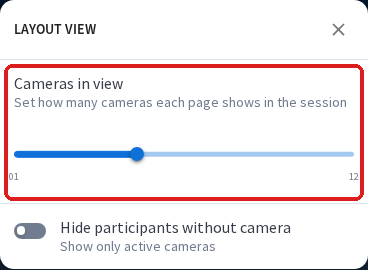 LAYOUT VIEW
Cameras in view
Set how many cameras each page shows in the session
01 12
Hide participants without camera
Show only active cameras